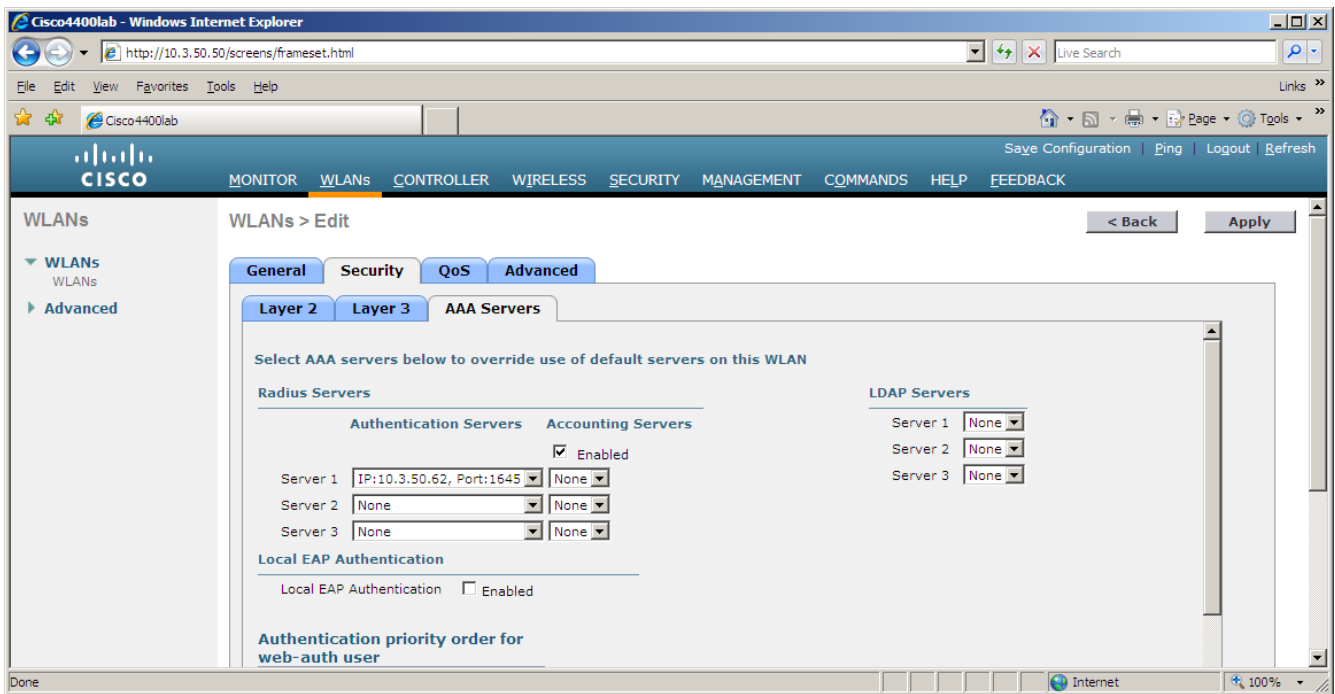 Cisco4400lab - Windows Internet Explorer
http://10.3.50.50/screens/frameset.html
Live Search
File Edit View Favorites Tools Help
Links »
Cisco4400lab
Page Tools »
Save Configuration | Ping | Logout | Refresh
CISCO
MONITOR WLANs CONTROLLER WIRELESS SECURITY MANAGEMENT COMMANDS HELP FEEDBACK
WLANs
WLANs > Edit
< Back
Apply
WLANs
WLANs
Advanced
General Security QoS Advanced
Layer 2 Layer 3 AAA Servers
Select AAA servers below to override use of default servers on this WLAN
Radius Servers
Authentication Servers Accounting Servers
Enabled
Server 1 IP:10.3.50.62, Port:1645 None
Server 2 None None
Server 3 None None
LDAP Servers
Server 1 None
Server 2 None
Server 3 None
Local EAP Authentication
Local EAP Authentication Enabled
Authentication priority order for
web-auth user
Done
Internet
100%